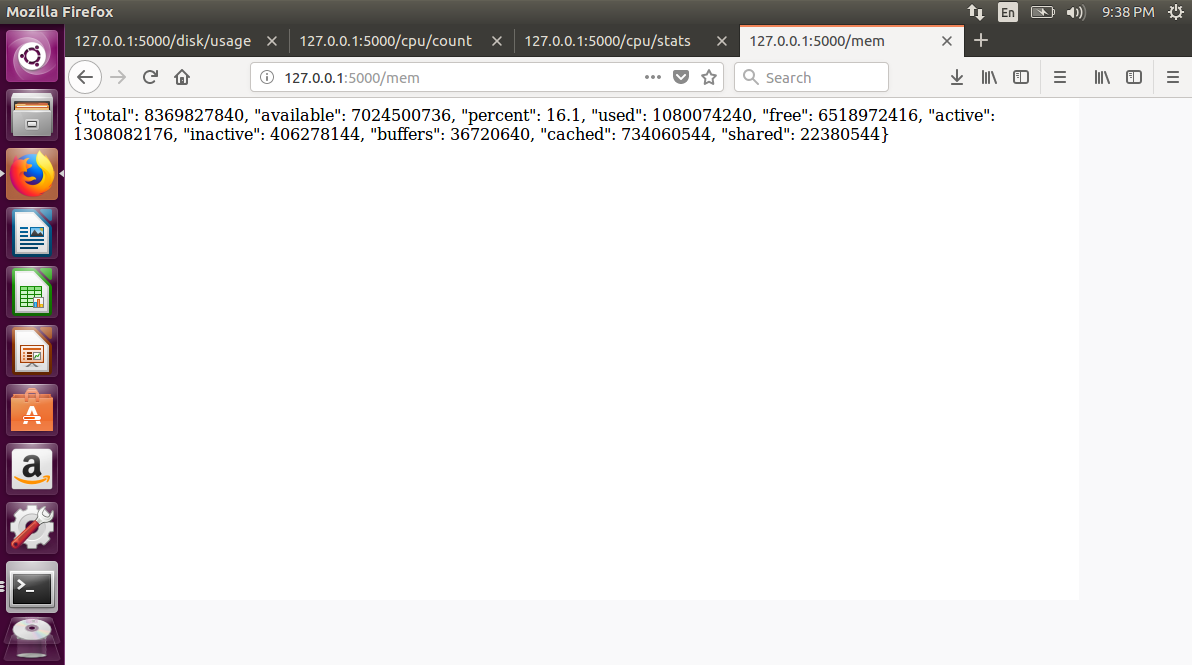 Mozilla Firefox
En
9:38 PM
127.0.0.1:5000/disk/usage
127.0.0.1:5000/cpu/count
127.0.0.1:5000/cpu/stats
127.0.0.1:5000/mem
127.0.0.1:5000/mem
Search
{"total": 8369827840, "available": 7024500736, "percent": 16.1, "used": 1080074240, "free": 6518972416, "active":
1308082176, "inactive": 406278144, "buffers": 36720640, "cached": 734060544, "shared": 22380544}